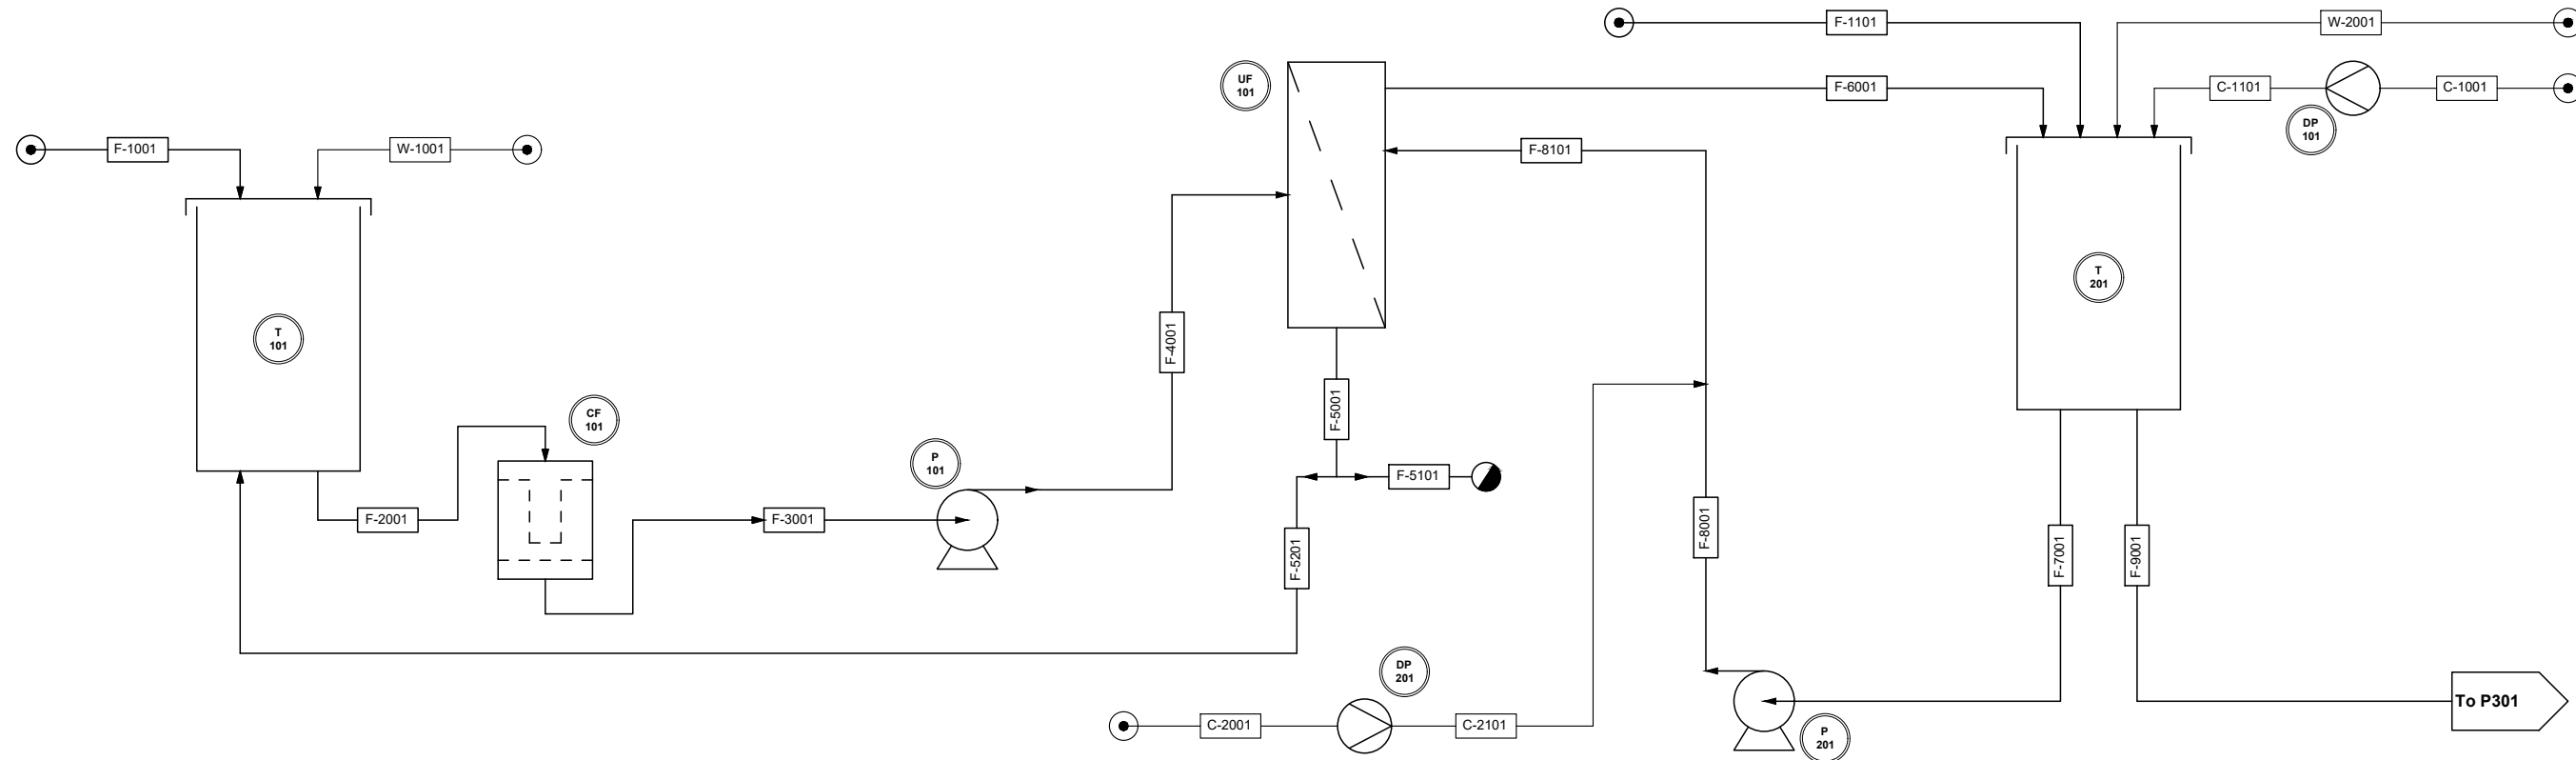 F-1101
W-2001
UF
101
F-6001
C-1101
C-1001
DP
101
F-1001
W-1001
F-8101
T
201
T
101
F-4001
F-5001
CF
101
P
101
F-5101
F-2001
F-3001
F-8001
F-5201
F-7001
F-9001
DP
201
To P301
C-2001
C-2101
P
201